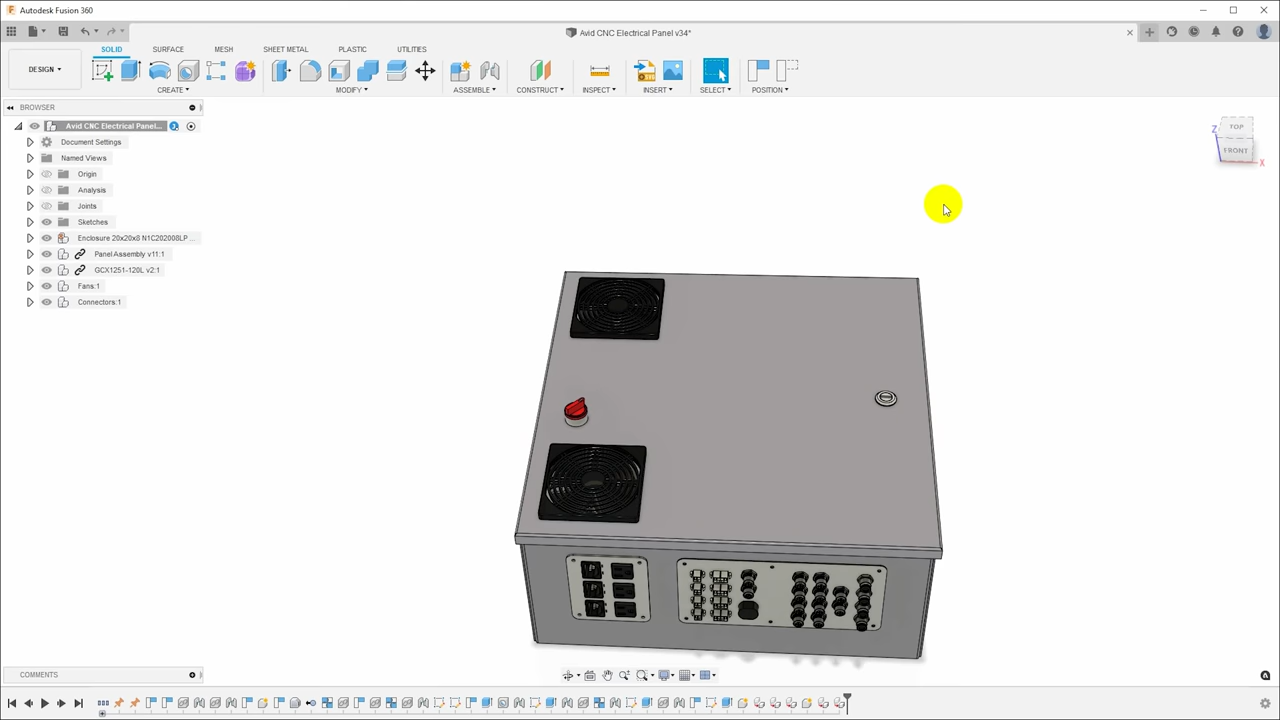 Autodesk Fusion 360
Avid CNC Electrical Panel v34*
SOLID SURFACE MESH SHEET METAL PLASTIC UTILITIES
DESIGN
CREATE MODIFY ASSEMBLE CONSTRUCT INSPECT INSERT SELECT POSITION
BROWSER
Avid CNC Electrical Panel...
Document Settings
Named Views
Origin
Analysis
Joints
Sketches
Enclosure 20x20x8 N1C202008LP ...
Panel Assembly v11:1
GCX1251-120L v2:1
Fans:1
Connectors:1
TOP
Z
FRONT
X
COMMENTS